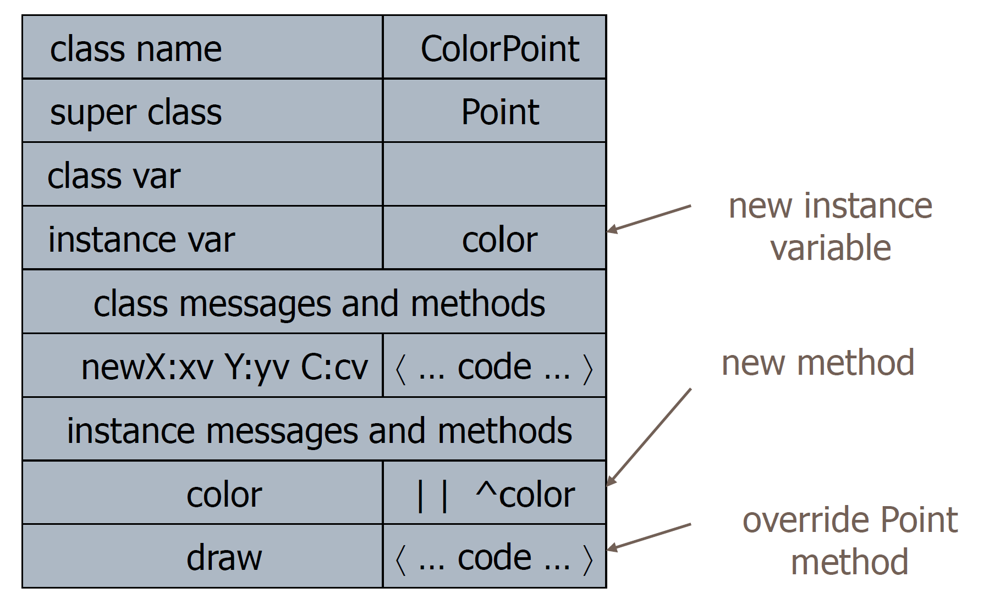 class name ColorPoint
super class Point
class var
instance var color
new instance
variable
class messages and methods
newX:xv Y:yv C:cv 〈 ... code ... 〉
new method
instance messages and methods
color | | ^color
draw 〈 ... code ... 〉
override Point
method